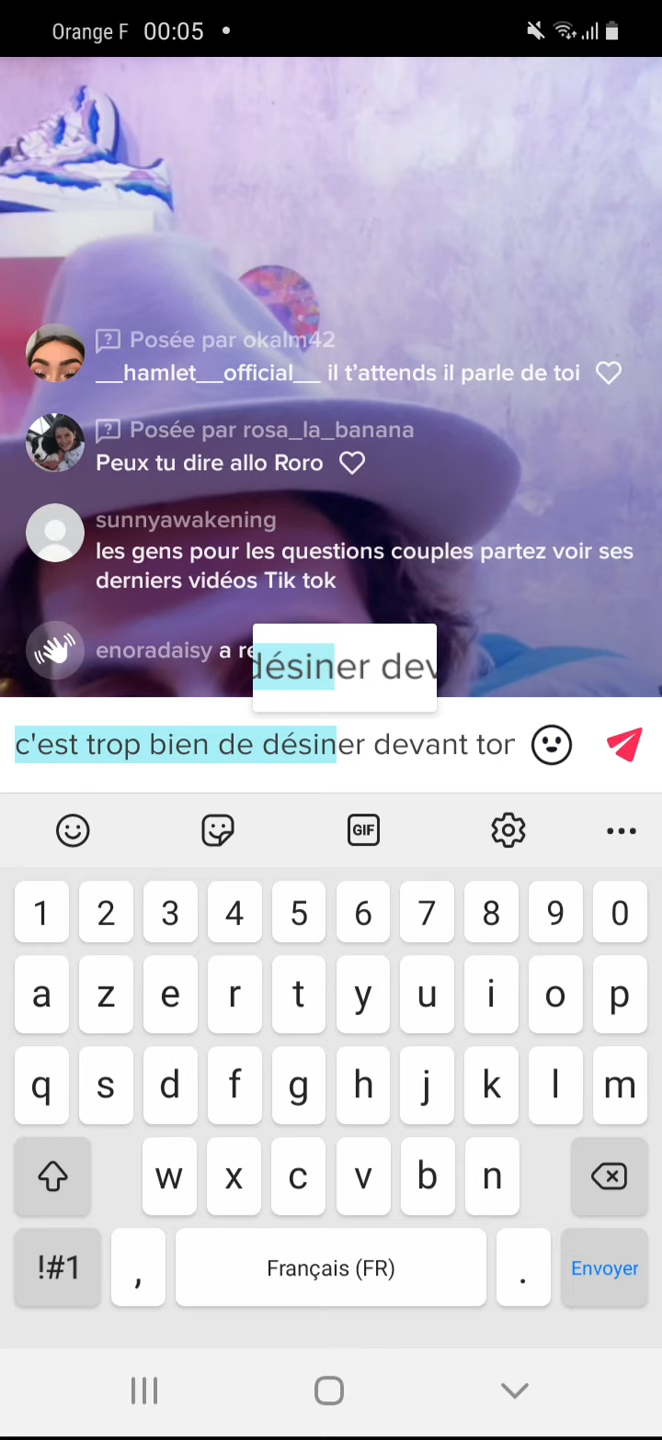 Orange F 00:05
Posée par okalm42
__hamlet__official__ il t'attends il parle de toi
Posée par rosa_la_banana
Peux tu dire allo Roro
sunnyawakening
les gens pour les questions couples partez voir ses
derniers vidéos Tik tok
enoradaisy a re
désiner dev
c'est trop bien de désiner devant ton
GIF
1 2 3 4 5 6 7 8 9 0
a z e r t y u i o p
q s d f g h j k l m
w x c v b n
!#1 , Français (FR) . Envoyer